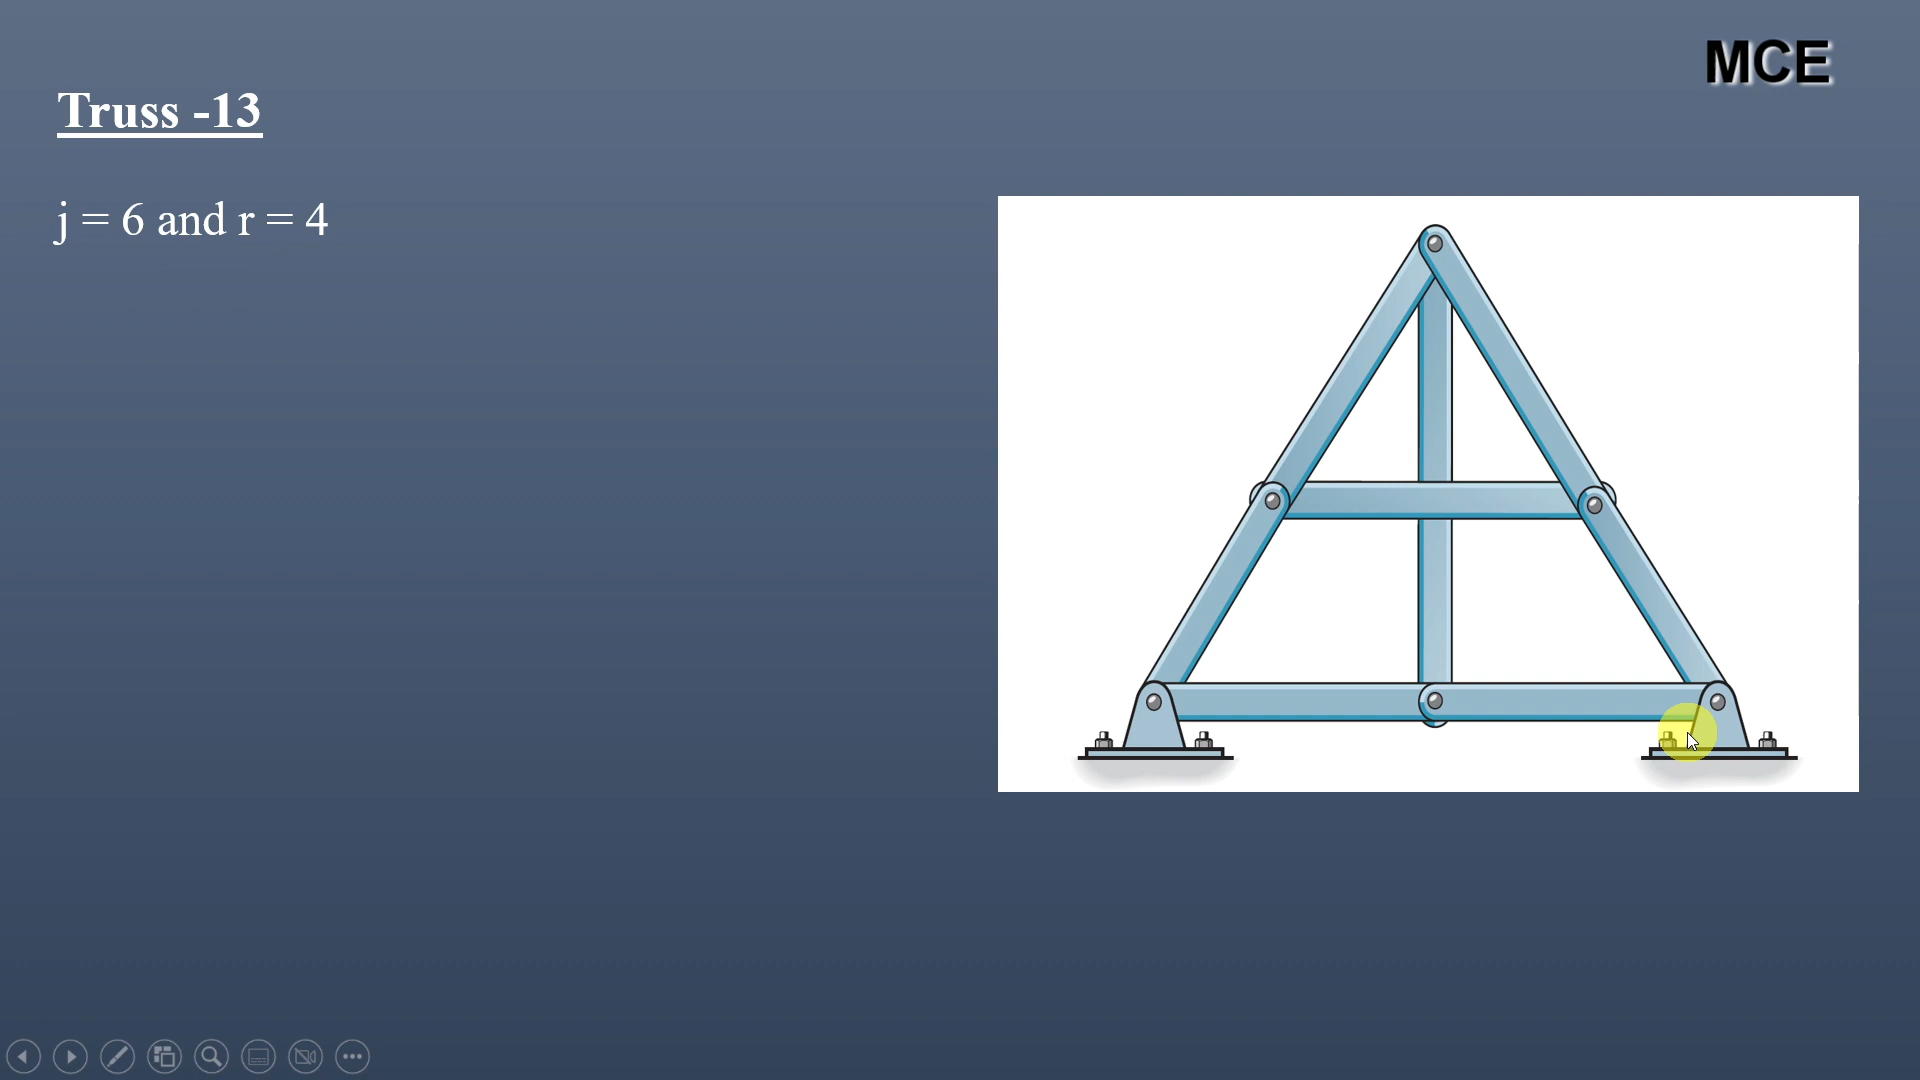 MCE
Truss -13
j = 6 and r = 4